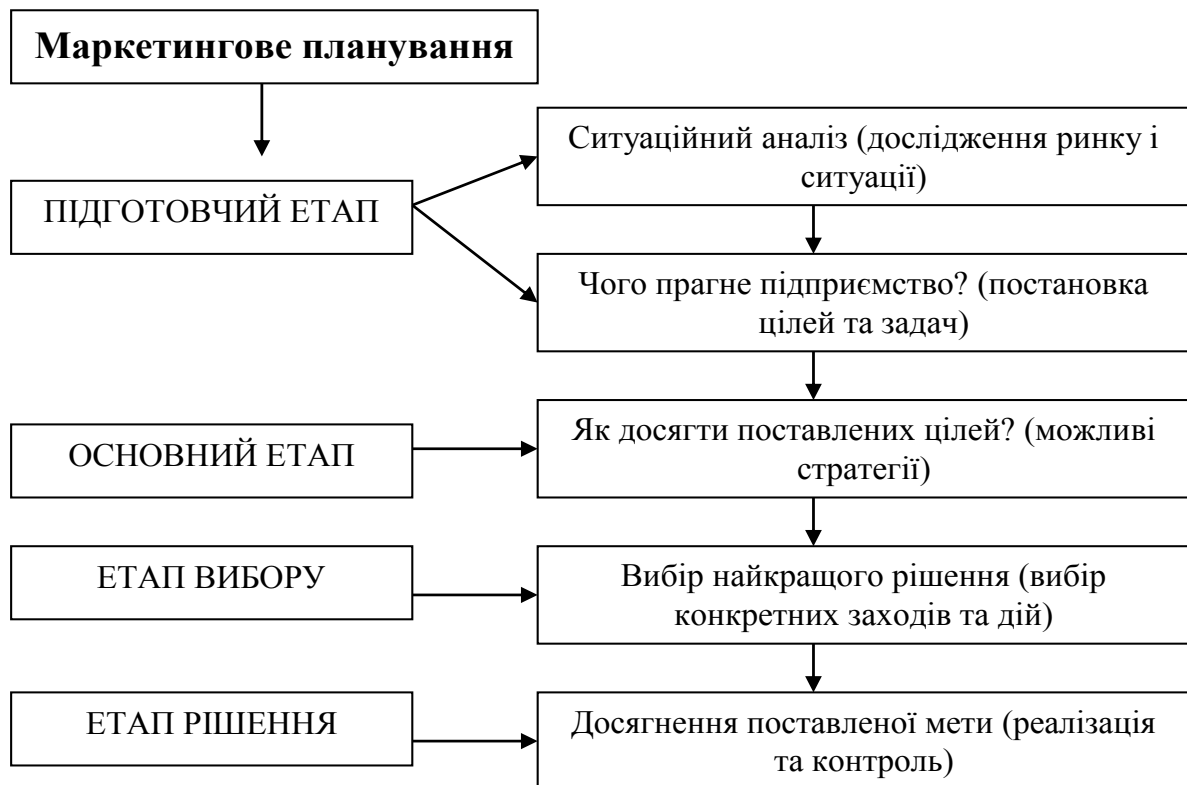 Маркетингове планування
Ситуаційний аналіз (дослідження ринку і
ситуації)
ПІДГОТОВЧИЙ ЕТАП
Чого прагне підприємство? (постановка
цілей та задач)
ОСНОВНИЙ ЕТАП
Як досягти поставлених цілей? (можливі
стратегії)
ЕТАП ВИБОРУ
Вибір найкращого рішення (вибір
конкретних заходів та дій)
ЕТАП РІШЕННЯ
Досягнення поставленої мети (реалізація
та контроль)